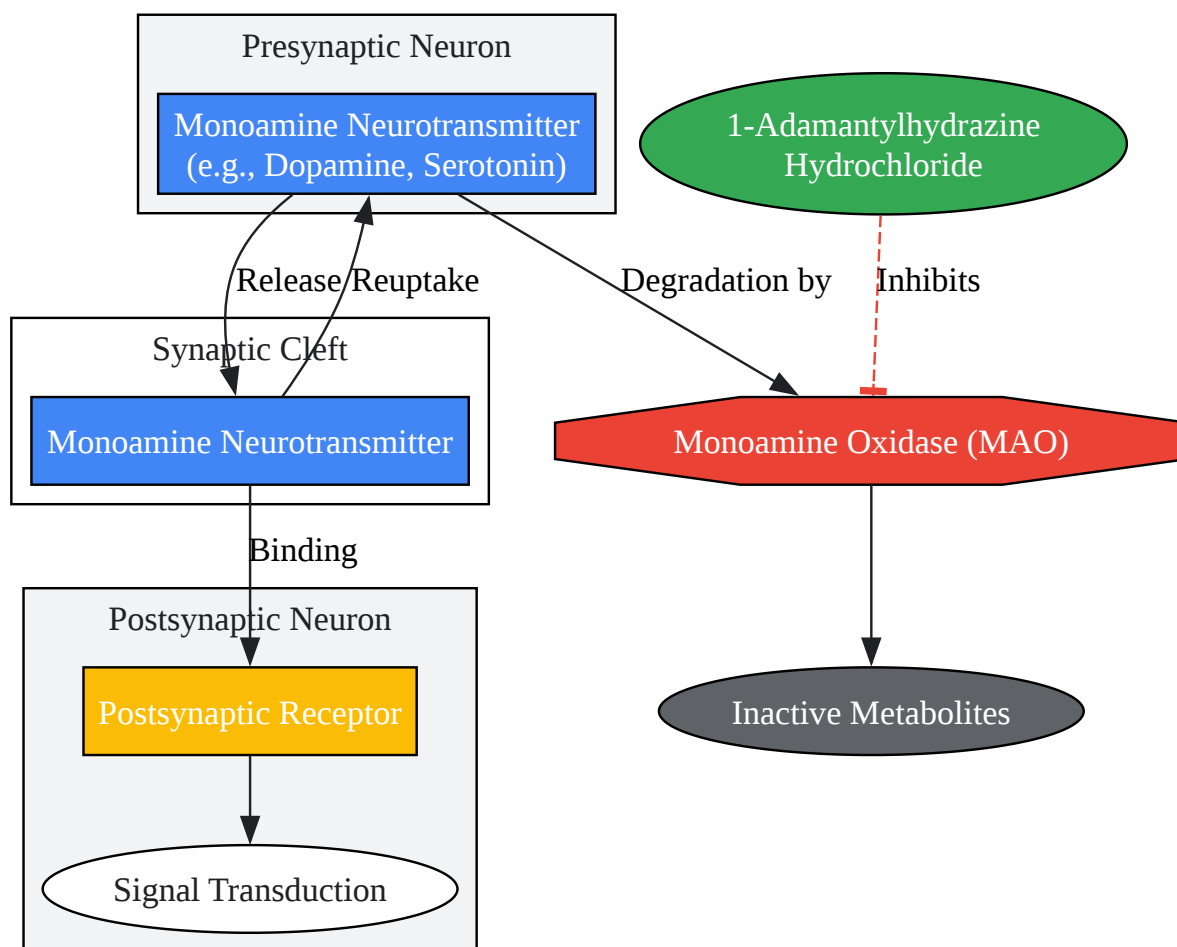 Presynaptic Neuron
Monoamine Neurotransmitter
(e.g., Dopamine, Serotonin)
1-Adamantylhydrazine
Hydrochloride
Release
Reuptake
Degradation by
Inhibits
Synaptic Cleft
Monoamine Neurotransmitter
Monoamine Oxidase (MAO)
Binding
Postsynaptic Neuron
Postsynaptic Receptor
Inactive Metabolites
Signal Transduction